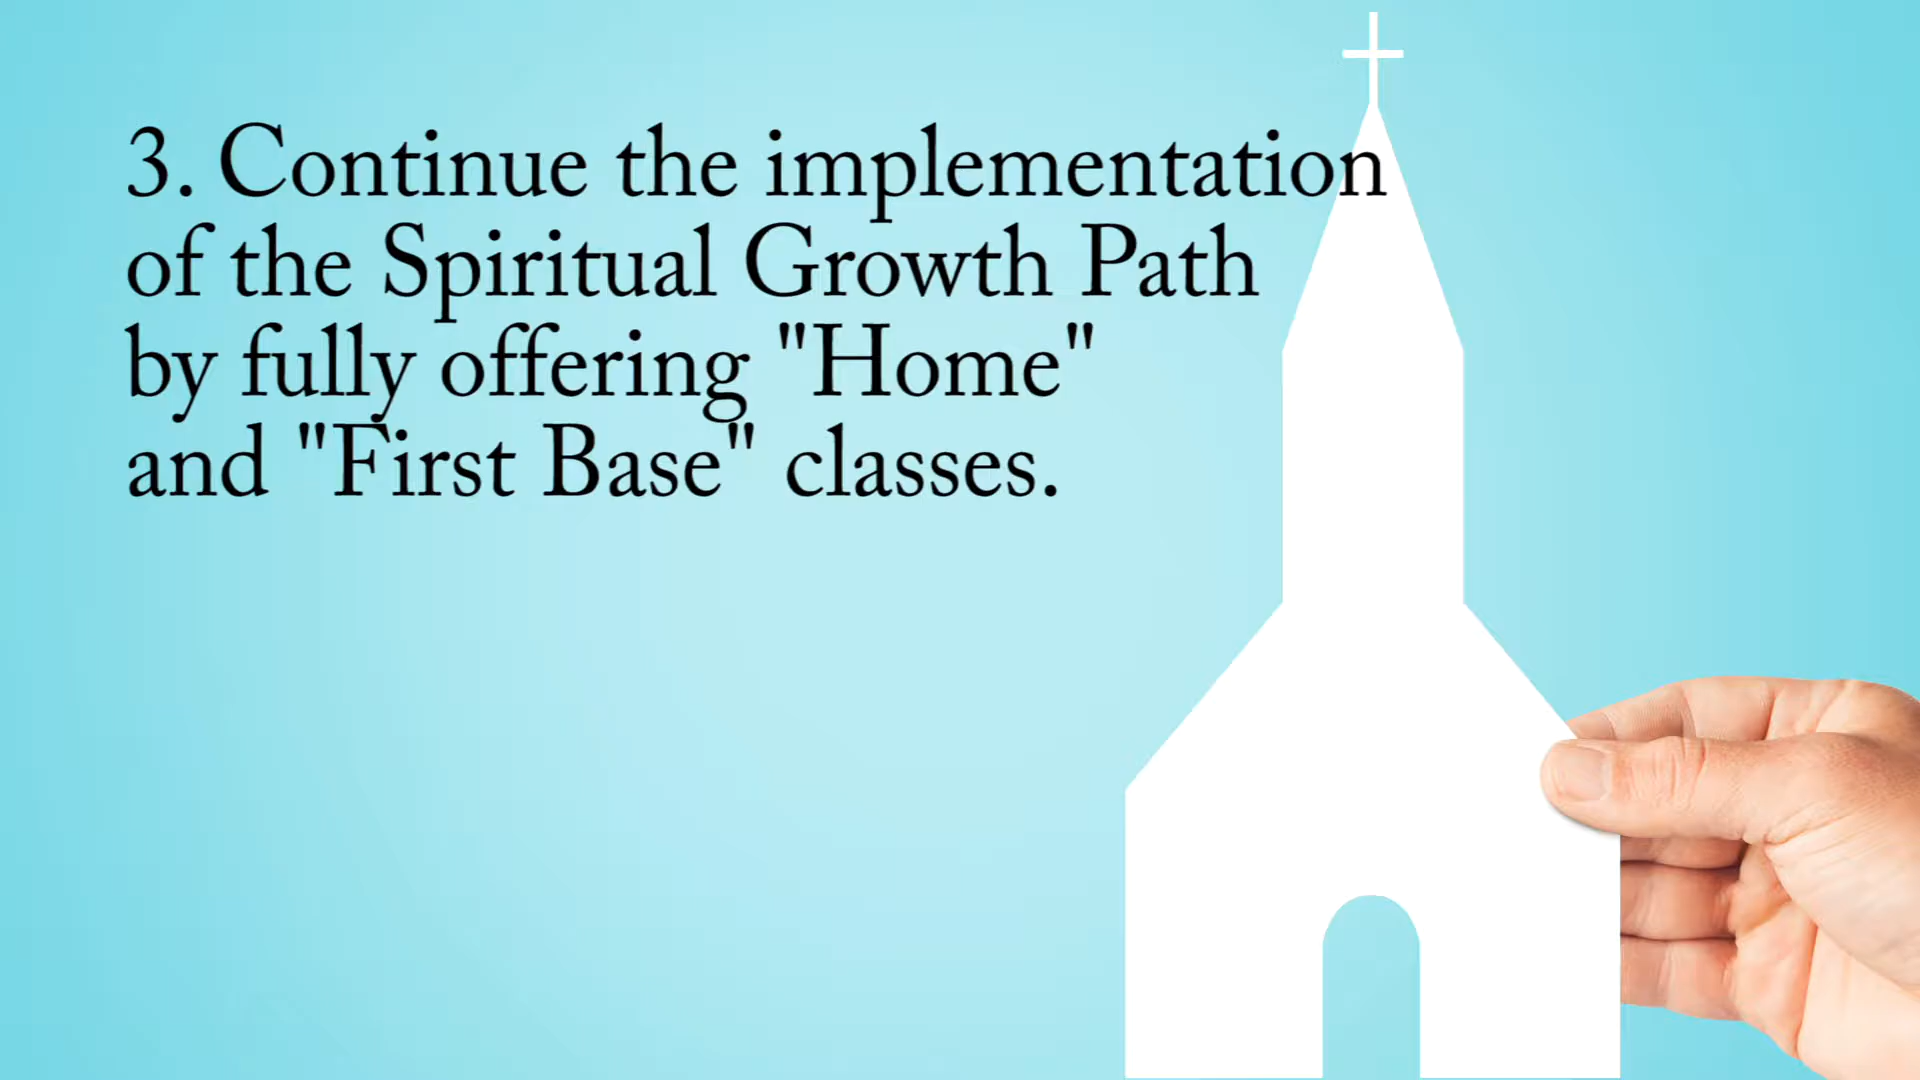 3. Continue the implementation
of the Spiritual Growth Path
by fully offering "Home"
and "First Base" classes.